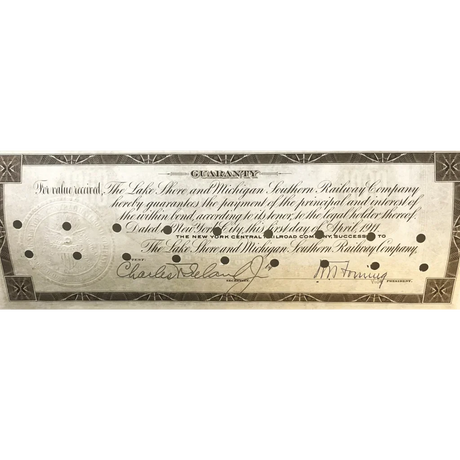 GUARANTY
For value received, The Lake Shore and Michigan Southern Railway Company
hereby guarantees the payment of the principal and interest of
the within bond, according to its tenor, to the legal holder thereof.
Dated New York City, this first day of April, 1911.
THE NEW YORK CENTRAL RAILROAD COMPANY, SUCCESSOR TO
The Lake Shore and Michigan Southern Railway Company.
Charles Jr
PRESIDENT.